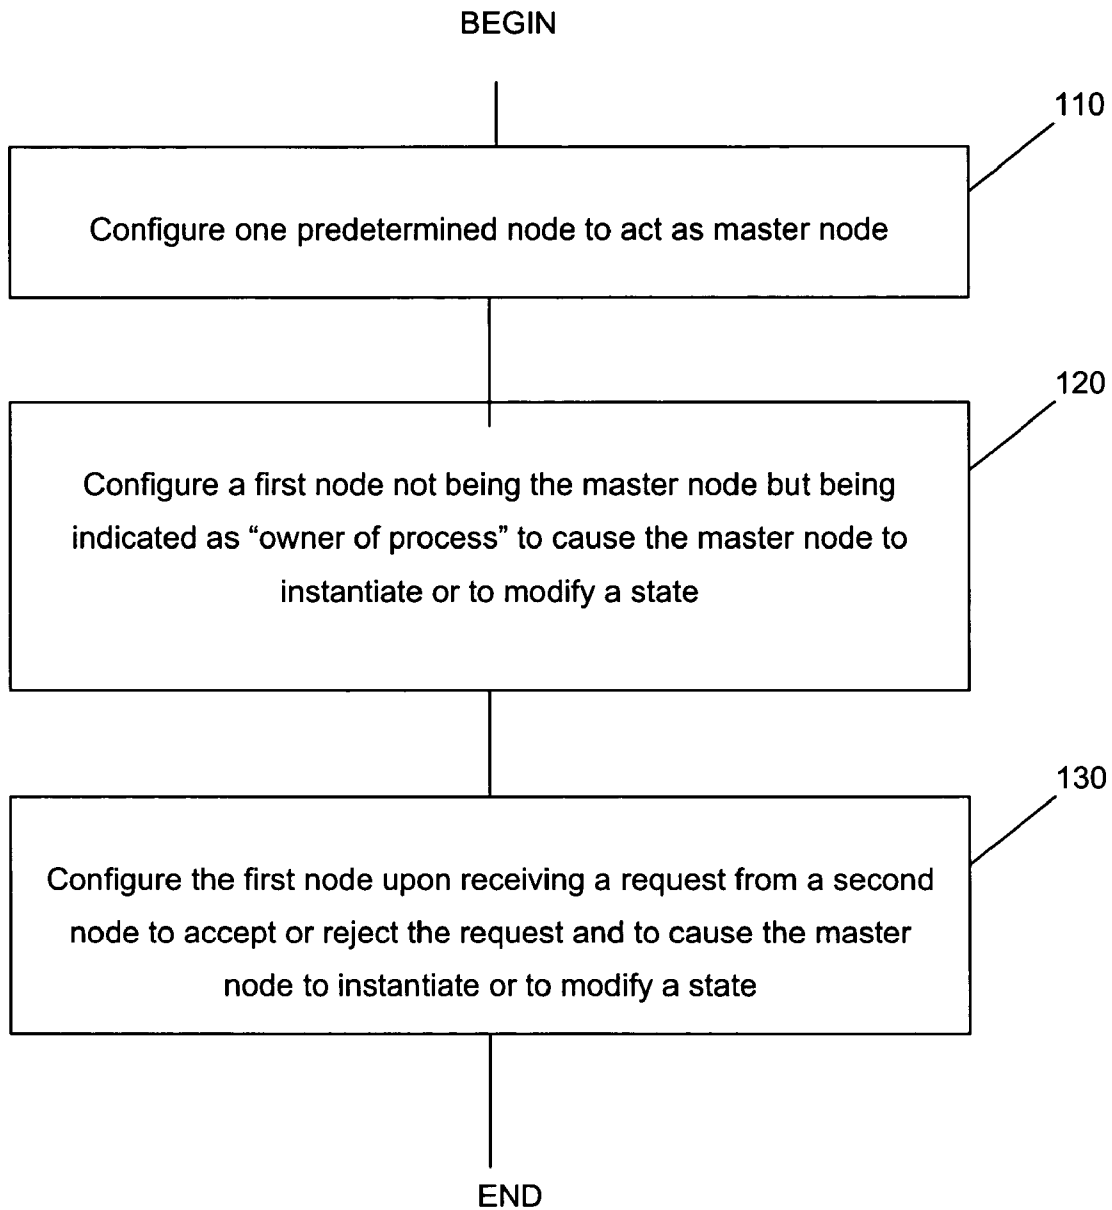 BEGIN
110
Configure one predetermined node to act as master node
120
Configure a first node not being the master node but being
indicated as “owner of process” to cause the master node to
instantiate or to modify a state
130
Configure the first node upon receiving a request from a second
node to accept or reject the request and to cause the master
node to instantiate or to modify a state
END